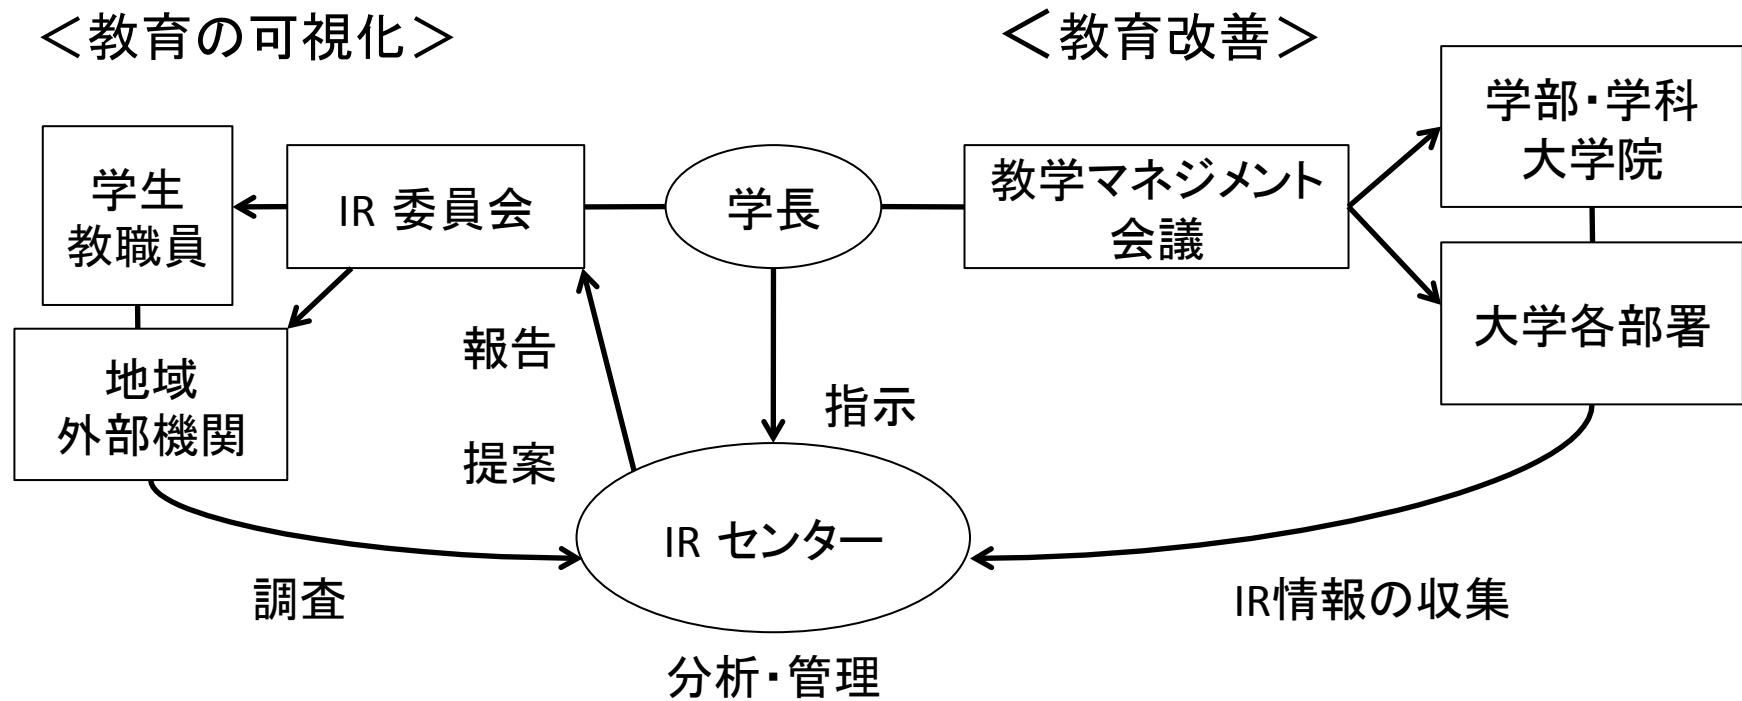 ＜教育の可視化＞
＜教育改善＞
学部・学科
大学院
学生
教職員
IR 委員会
学長
教学マネジメント
会議
大学各部署
地域
外部機関
報告
提案
指示
IR センター
調査
IR情報の収集
分析・管理